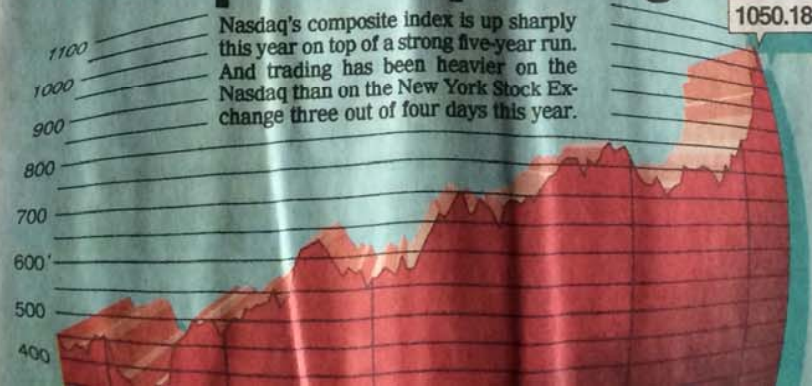 1050.18
Nasdaq's composite index is up sharply
this year on top of a strong five-year run.
And trading has been heavier on the
Nasdaq than on the New York Stock Ex-
change three out of four days this year.
1100
1000
900
800
700
600
500
400